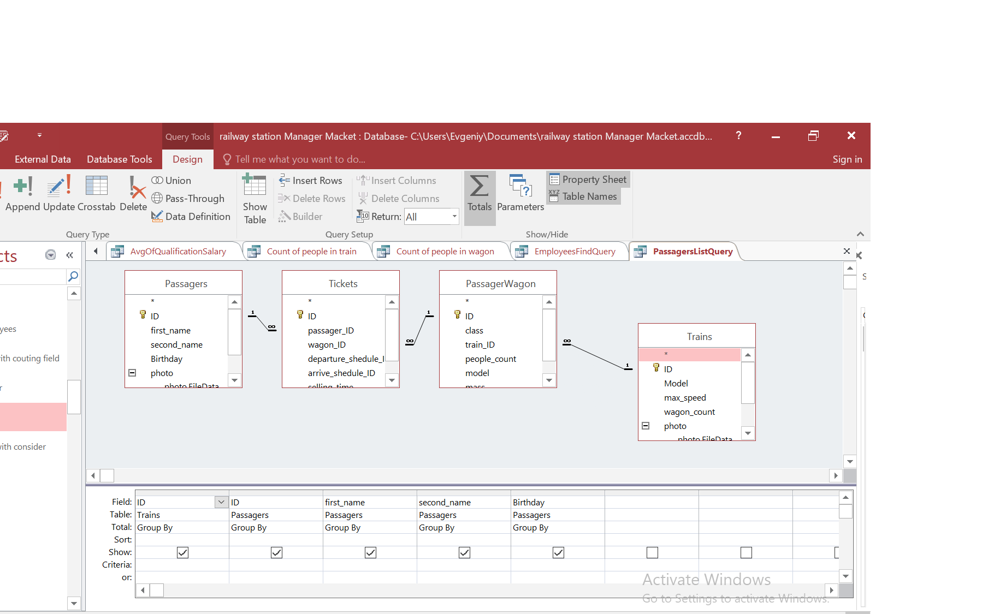 Query Tools railway station Manager Macket : Database- C:\Users\Evgeniy\Documents\railway station Manager Macket.accdb... ?
External Data Database Tools Design Tell me what you want to do... Sign in
Append Update Crosstab Delete
Union
Pass-Through
Data Definition
Show Table
Insert Rows
Delete Rows
Builder
Insert Columns
Delete Columns
Return: All
Totals
Parameters
Property Sheet
Table Names
Query Type Query Setup Show/Hide
cts
AvgOfQualificationSalary Count of people in train Count of people in wagon EmployeesFindQuery PassagersListQuery
yees
ith couting field
r
ith consider
Passagers
*
ID
first_name
second_name
Birthday
photo
photo.FileData
1 ∞
Tickets
*
ID
passager_ID
wagon_ID
departure_shedule_I
arrive_shedule_ID
selling_time
∞ 1
PassagerWagon
*
ID
class
train_ID
people_count
model
mass
∞ 1
Trains
*
ID
Model
max_speed
wagon_count
photo
photo.FileData
Field: ID ID first_name second_name Birthday
Table: Trains Passagers Passagers Passagers Passagers
Total: Group By Group By Group By Group By Group By
Sort:
Show:
Criteria:
or:
Activate Windows
Go to Settings to activate Windows.